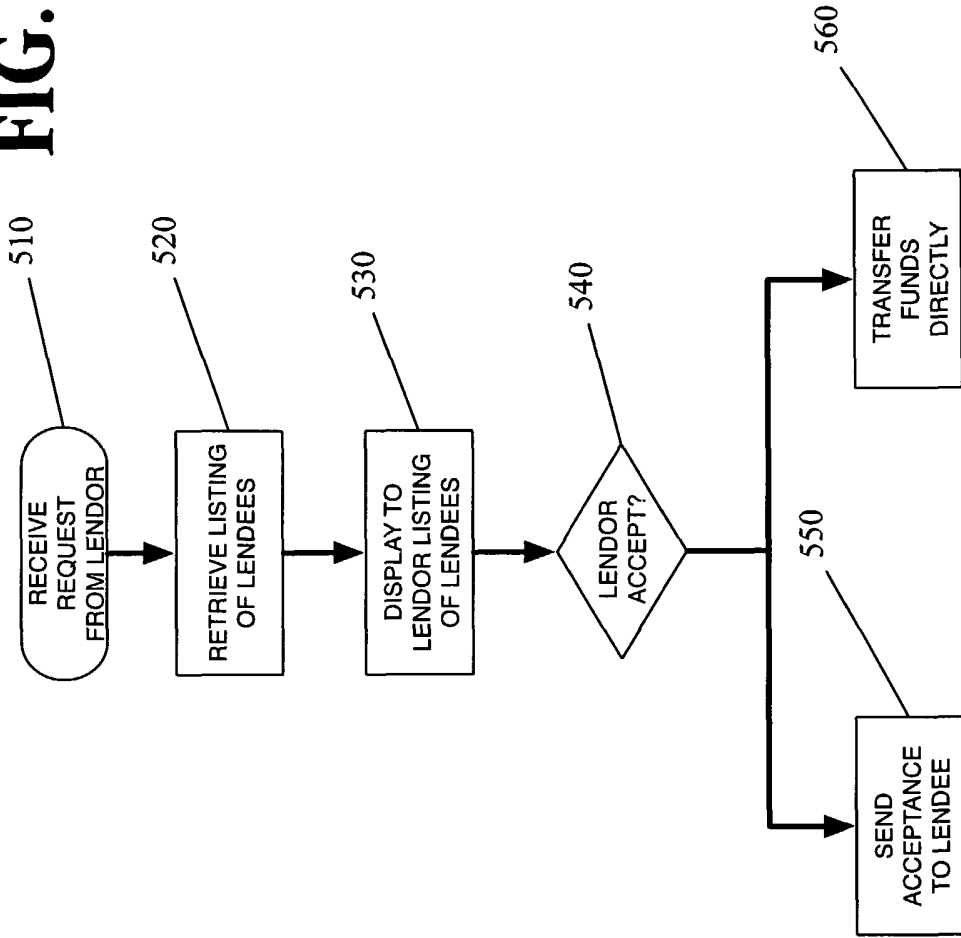 FIG.
510
RECEIVE
REQUEST
FROM LENDOR
520
RETRIEVE LISTING
OF LENDEES
530
DISPLAY TO
LENDOR LISTING
OF LENDEES
540
LENDOR
ACCEPT?
550
SEND
ACCEPTANCE
TO LENDEE
560
TRANSFER
FUNDS
DIRECTLY